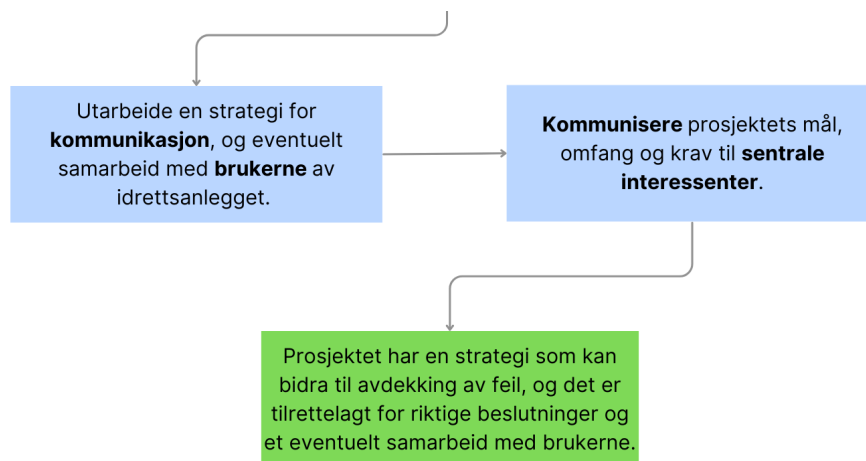 Utarbeide en strategi for
kommunikasjon, og eventuelt
samarbeid med brukerne av
idrettsanlegget.
Kommunisere prosjektets mål,
omfang og krav til sentrale
interessenter.
Prosjektet har en strategi som kan
bidra til avdekking av feil, og det er
tilrettelagt for riktige beslutninger og
et eventuelt samarbeid med brukerne.